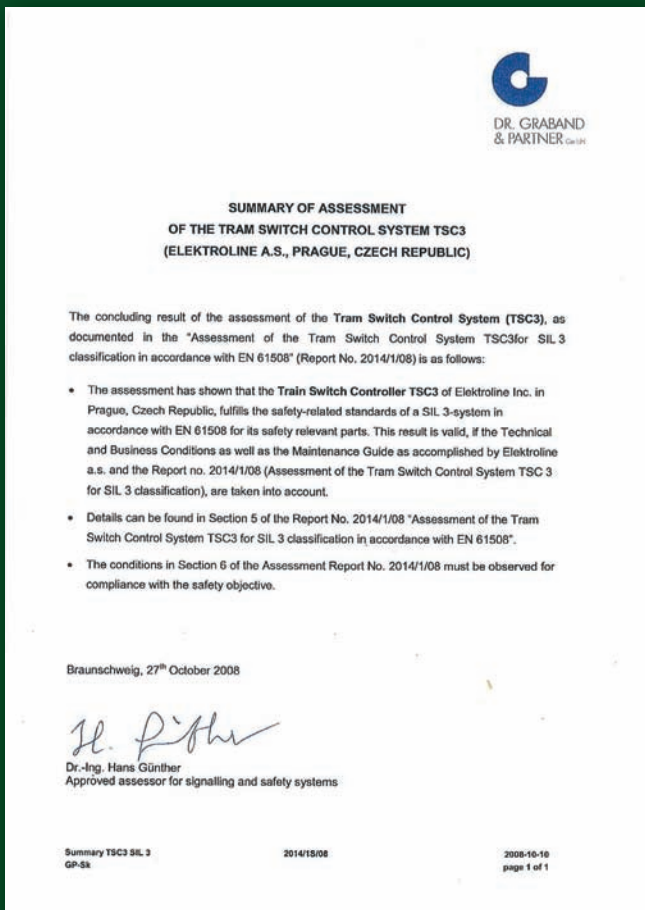 DR. GRABAND
& PARTNER GmbH
SUMMARY OF ASSESSMENT
OF THE TRAM SWITCH CONTROL SYSTEM TSC3
(ELEKTROLINE A.S., PRAGUE, CZECH REPUBLIC)
The concluding result of the assessment of the Tram Switch Control System (TSC3), as
documented in the "Assessment of the Tram Switch Control System TSC3for SIL 3
classification in accordance with EN 61508" (Report No. 2014/1/08) is as follows:
• The assessment has shown that the Train Switch Controller TSC3 of Elektroline Inc. in
Prague, Czech Republic, fulfills the safety-related standards of a SIL 3-system in
accordance with EN 61508 for its safety relevant parts. This result is valid, if the Technical
and Business Conditions as well as the Maintenance Guide as accomplished by Elektroline
a.s. and the Report no. 2014/1/08 (Assessment of the Tram Switch Control System TSC 3
for SIL 3 classification), are taken into account.
• Details can be found in Section 5 of the Report No. 2014/1/08 "Assessment of the Tram
Switch Control System TSC3 for SIL 3 classification in accordance with EN 61508".
• The conditions in Section 6 of the Assessment Report No. 2014/1/08 must be observed for
compliance with the safety objective.
Braunschweig, 27th October 2008
H. Günther
Dr.-Ing. Hans Günther
Approved assessor for signalling and safety systems
Summary TSC3 SIL 3 2014/1S/08 2008-10-10
GP-Sk page 1 of 1